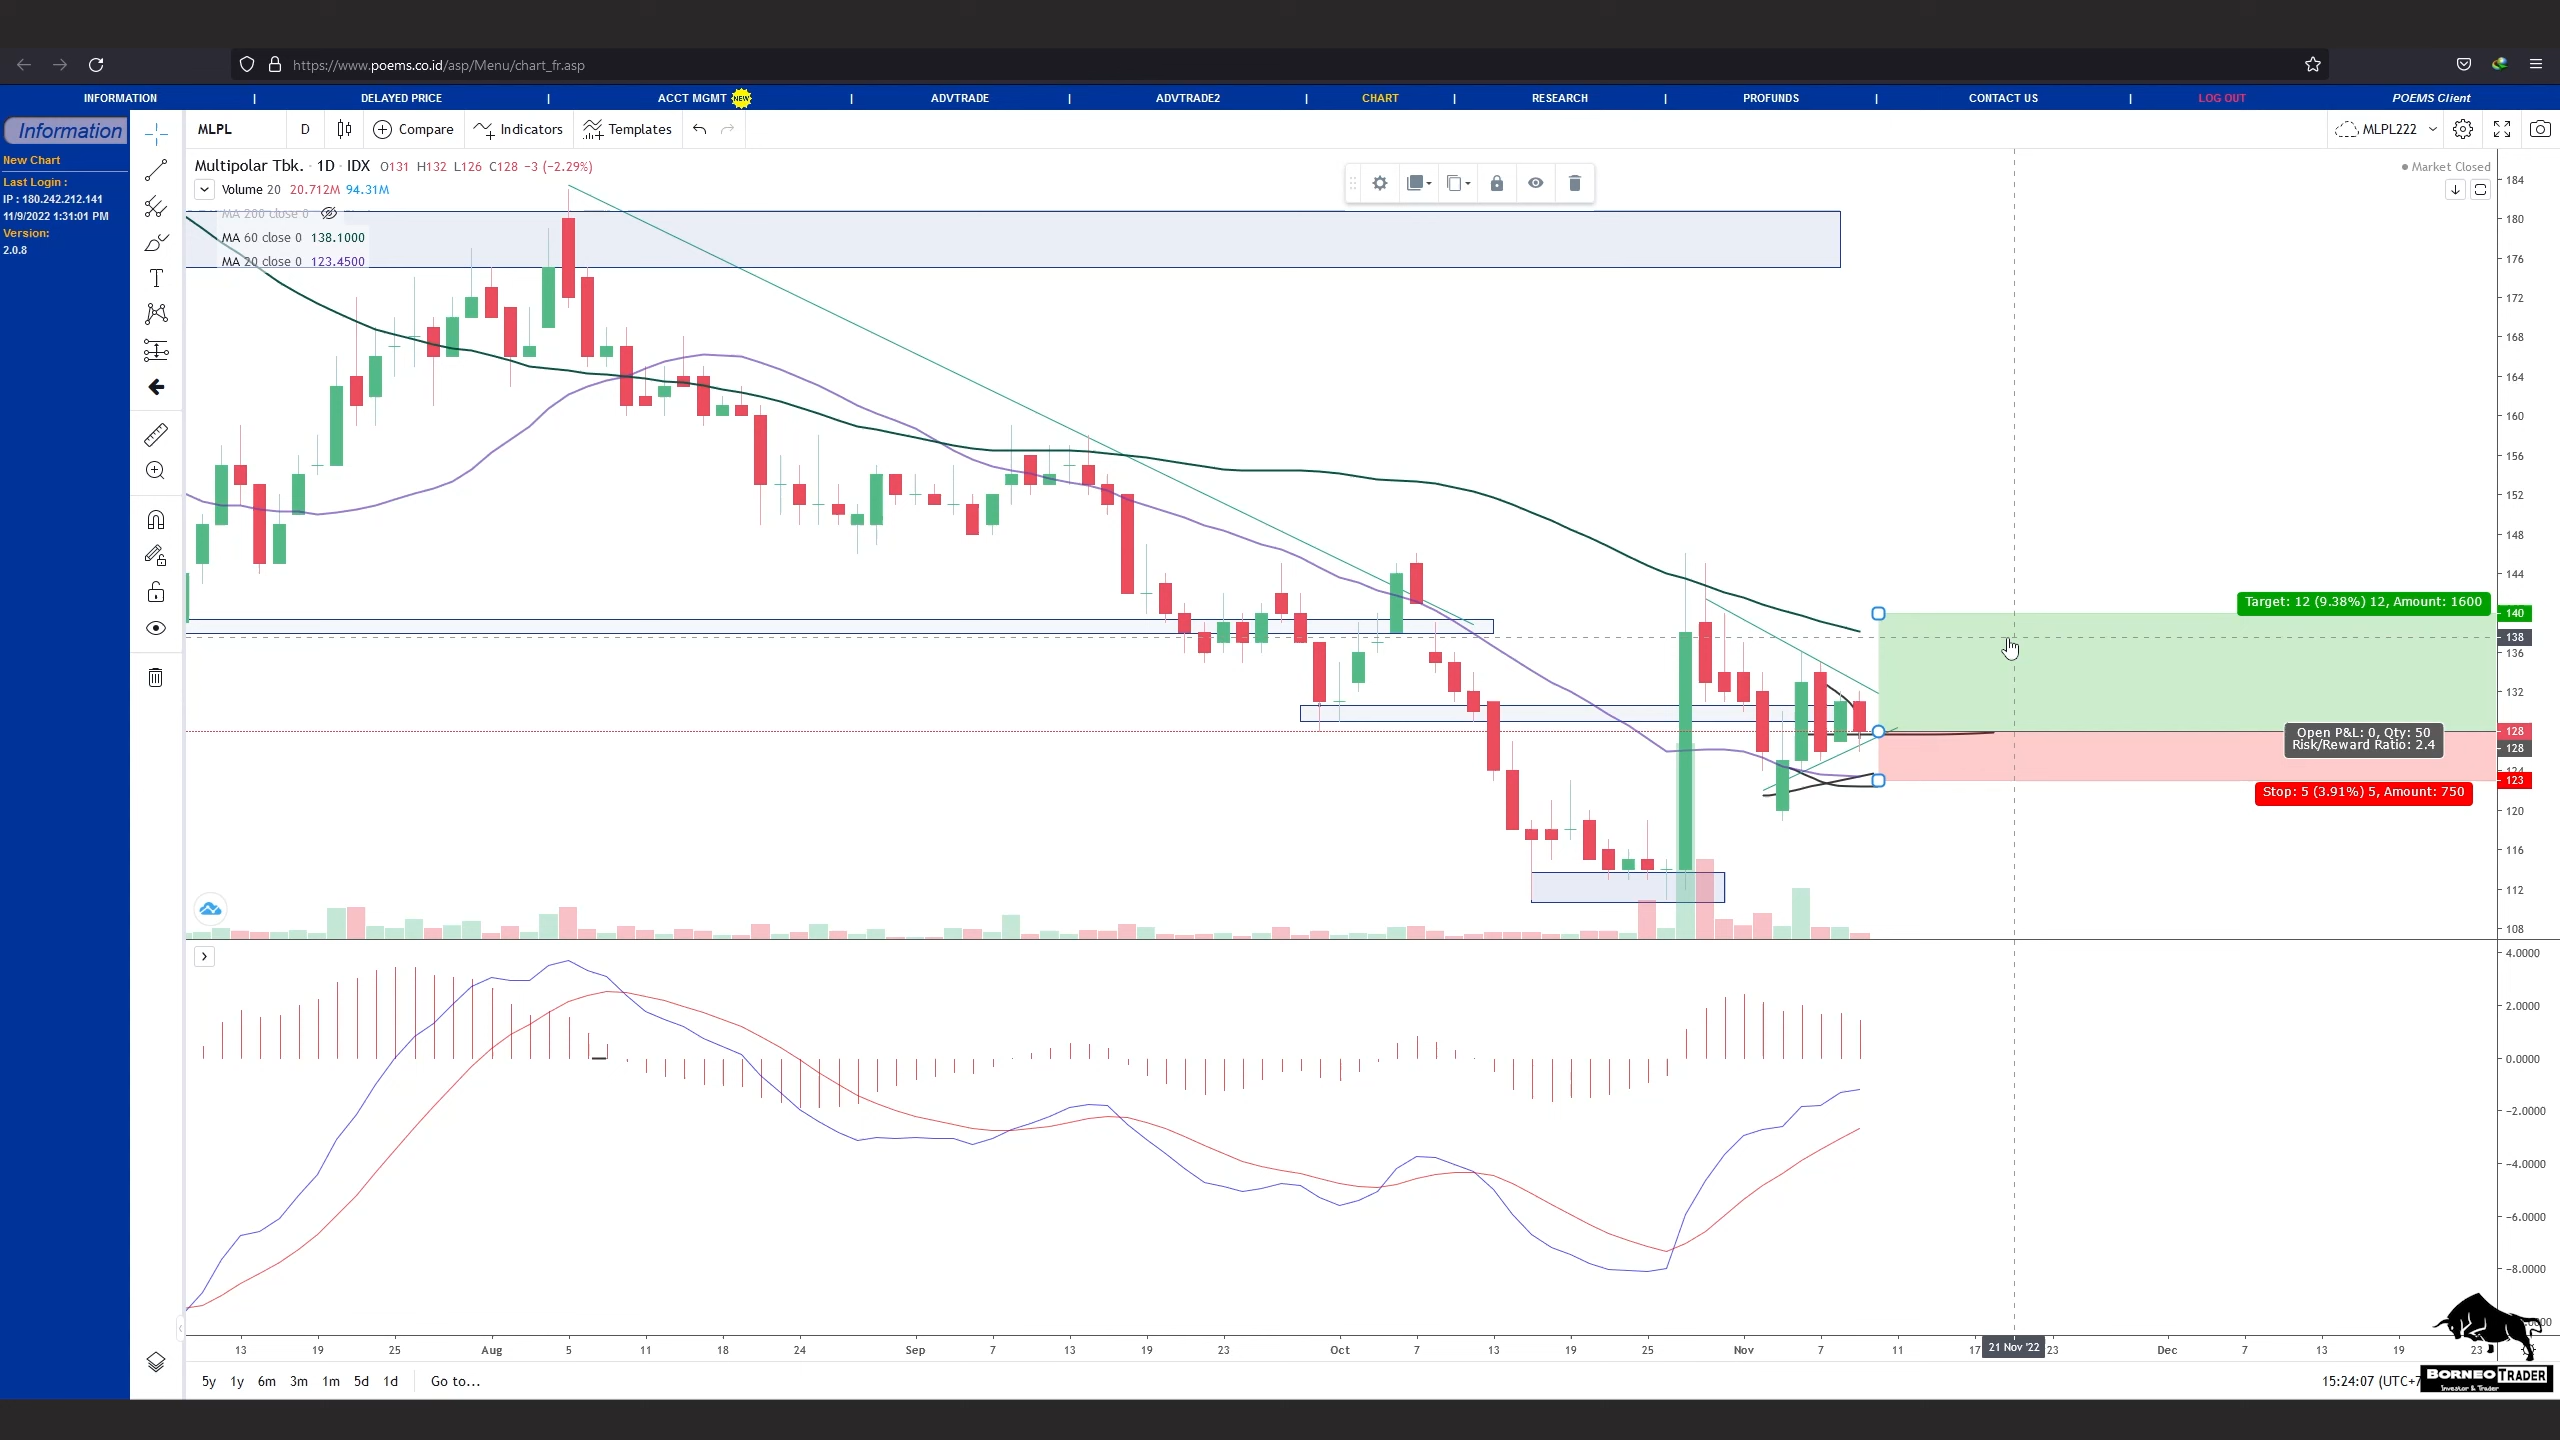 https://www.poems.co.id/asp/Menu/chart_fr.asp
INFORMATION | DELAYED PRICE | ACCT MGMT NEW | ADVTRADE | ADVTRADE2 | CHART | RESEARCH | PROFUNDS | CONTACT US | LOG OUT POEMS Client
Information
New Chart
Last Login :
IP : 180.242.212.141
11/9/2022 1:31:01 PM
Version:
2.0.8
MLPL D Compare Indicators Templates MLPL222
Multipolar Tbk. · 1D · IDX O131 H132 L126 C128 −3 (−2.29%)
Market Closed
Volume 20 20.712M 94.31M
MA 200 close 0
MA 60 close 0 138.1000
MA 20 close 0 123.4500
184
180
176
172
168
164
160
156
152
148
144
Target: 12 (9.38%) 12, Amount: 1600
140
138
136
132
128
Open P&L: 0, Qty: 50
Risk/Reward Ratio: 2.4
128
124
123
Stop: 5 (3.91%) 5, Amount: 750
120
116
112
108
4.0000
2.0000
0.0000
−2.0000
−4.0000
−6.0000
−8.0000
13 19 25 Aug 5 11 18 24 Sep 7 13 19 23 Oct 7 13 19 25 Nov 7 11 17 21 Nov '22 23 Dec 7 13 19 23
5y 1y 6m 3m 1m 5d 1d Go to...
15:24:07 (UTC+7
BORNEO TRADER
Investor & Trader